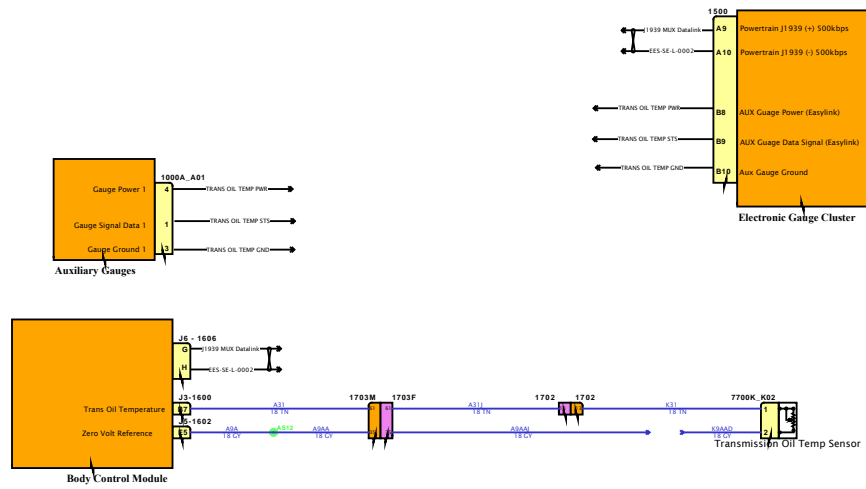 1500
A9 Powertrain J1939 (+) 500kbps
J1939 MUX Datalink
A10 Powertrain J1939 (-) 500kbps
EES-SE-L-0002
TRANS OIL TEMP PWR
B8 AUX Guage Power (Easylink)
TRANS OIL TEMP STS
B9 AUX Guage Data Signal (Easylink)
TRANS OIL TEMP GND
B10 Aux Gauge Ground
Electronic Gauge Cluster
1000A_A01
Gauge Power 1 4 TRANS OIL TEMP PWR
Gauge Signal Data 1 1 TRANS OIL TEMP STS
Gauge Ground 1 3 TRANS OIL TEMP GND
Auxiliary Gauges
J6 - 1606
G J1939 MUX Datalink
H EES-SE-L-0002
J3-1600 1703M 1703F 1702 1702 7700K_K02
Trans Oil Temperature A31 A31J K31 1
18 TN 18 TN 18 TN
J5-1602
Zero Volt Reference E5 A9A AS12 A9AA A9AAJ K9AAD 2
18 GY 18 GY 18 GY 18 GY
Transmission Oil Temp Sensor
Body Control Module